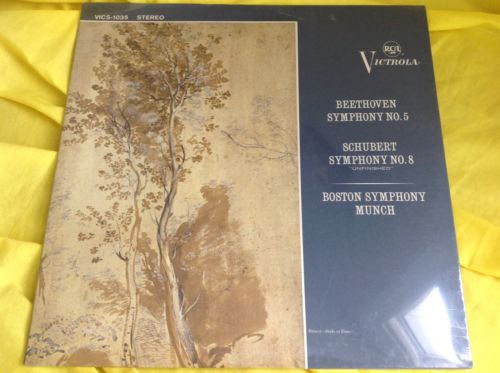 VICS-1035 STEREO
RCA
VICTROLA
BEETHOVEN
SYMPHONY NO. 5
SCHUBERT
SYMPHONY NO. 8
"UNFINISHED"
BOSTON SYMPHONY
MUNCH